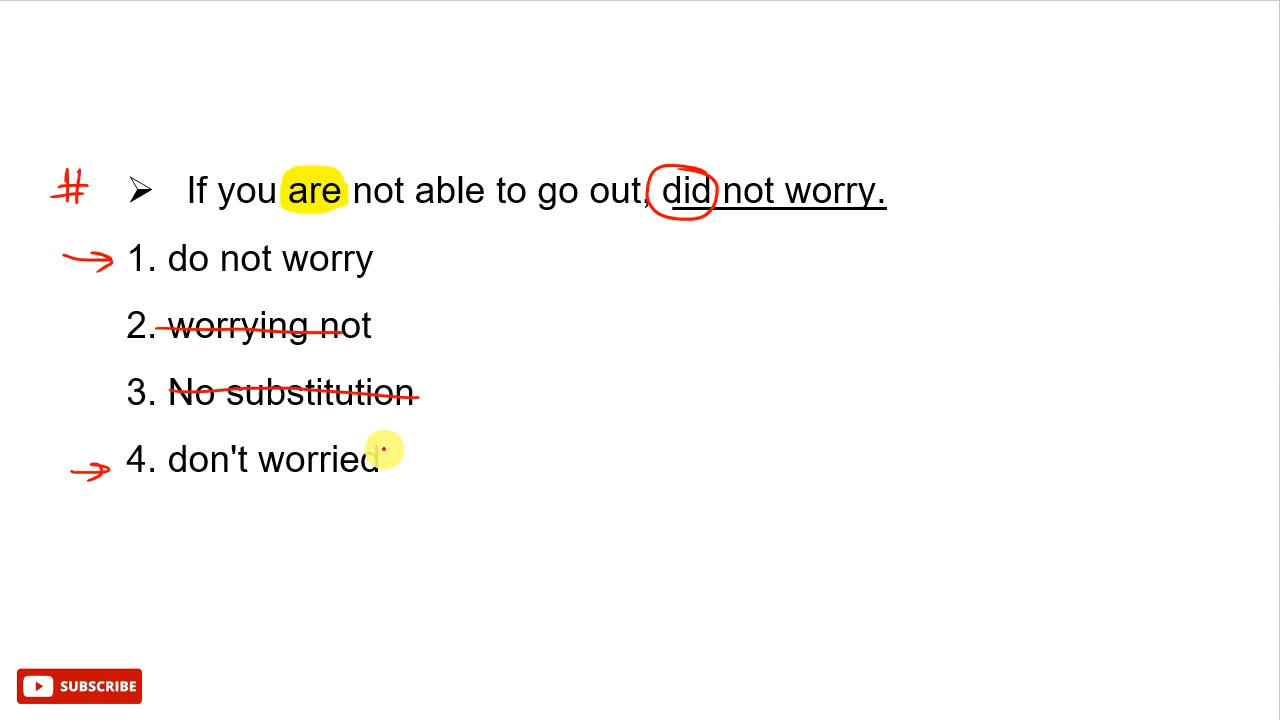 # ➢ If you are not able to go out, did not worry.
1. do not worry
2. worrying not
3. No substitution
4. don't worried
SUBSCRIBE